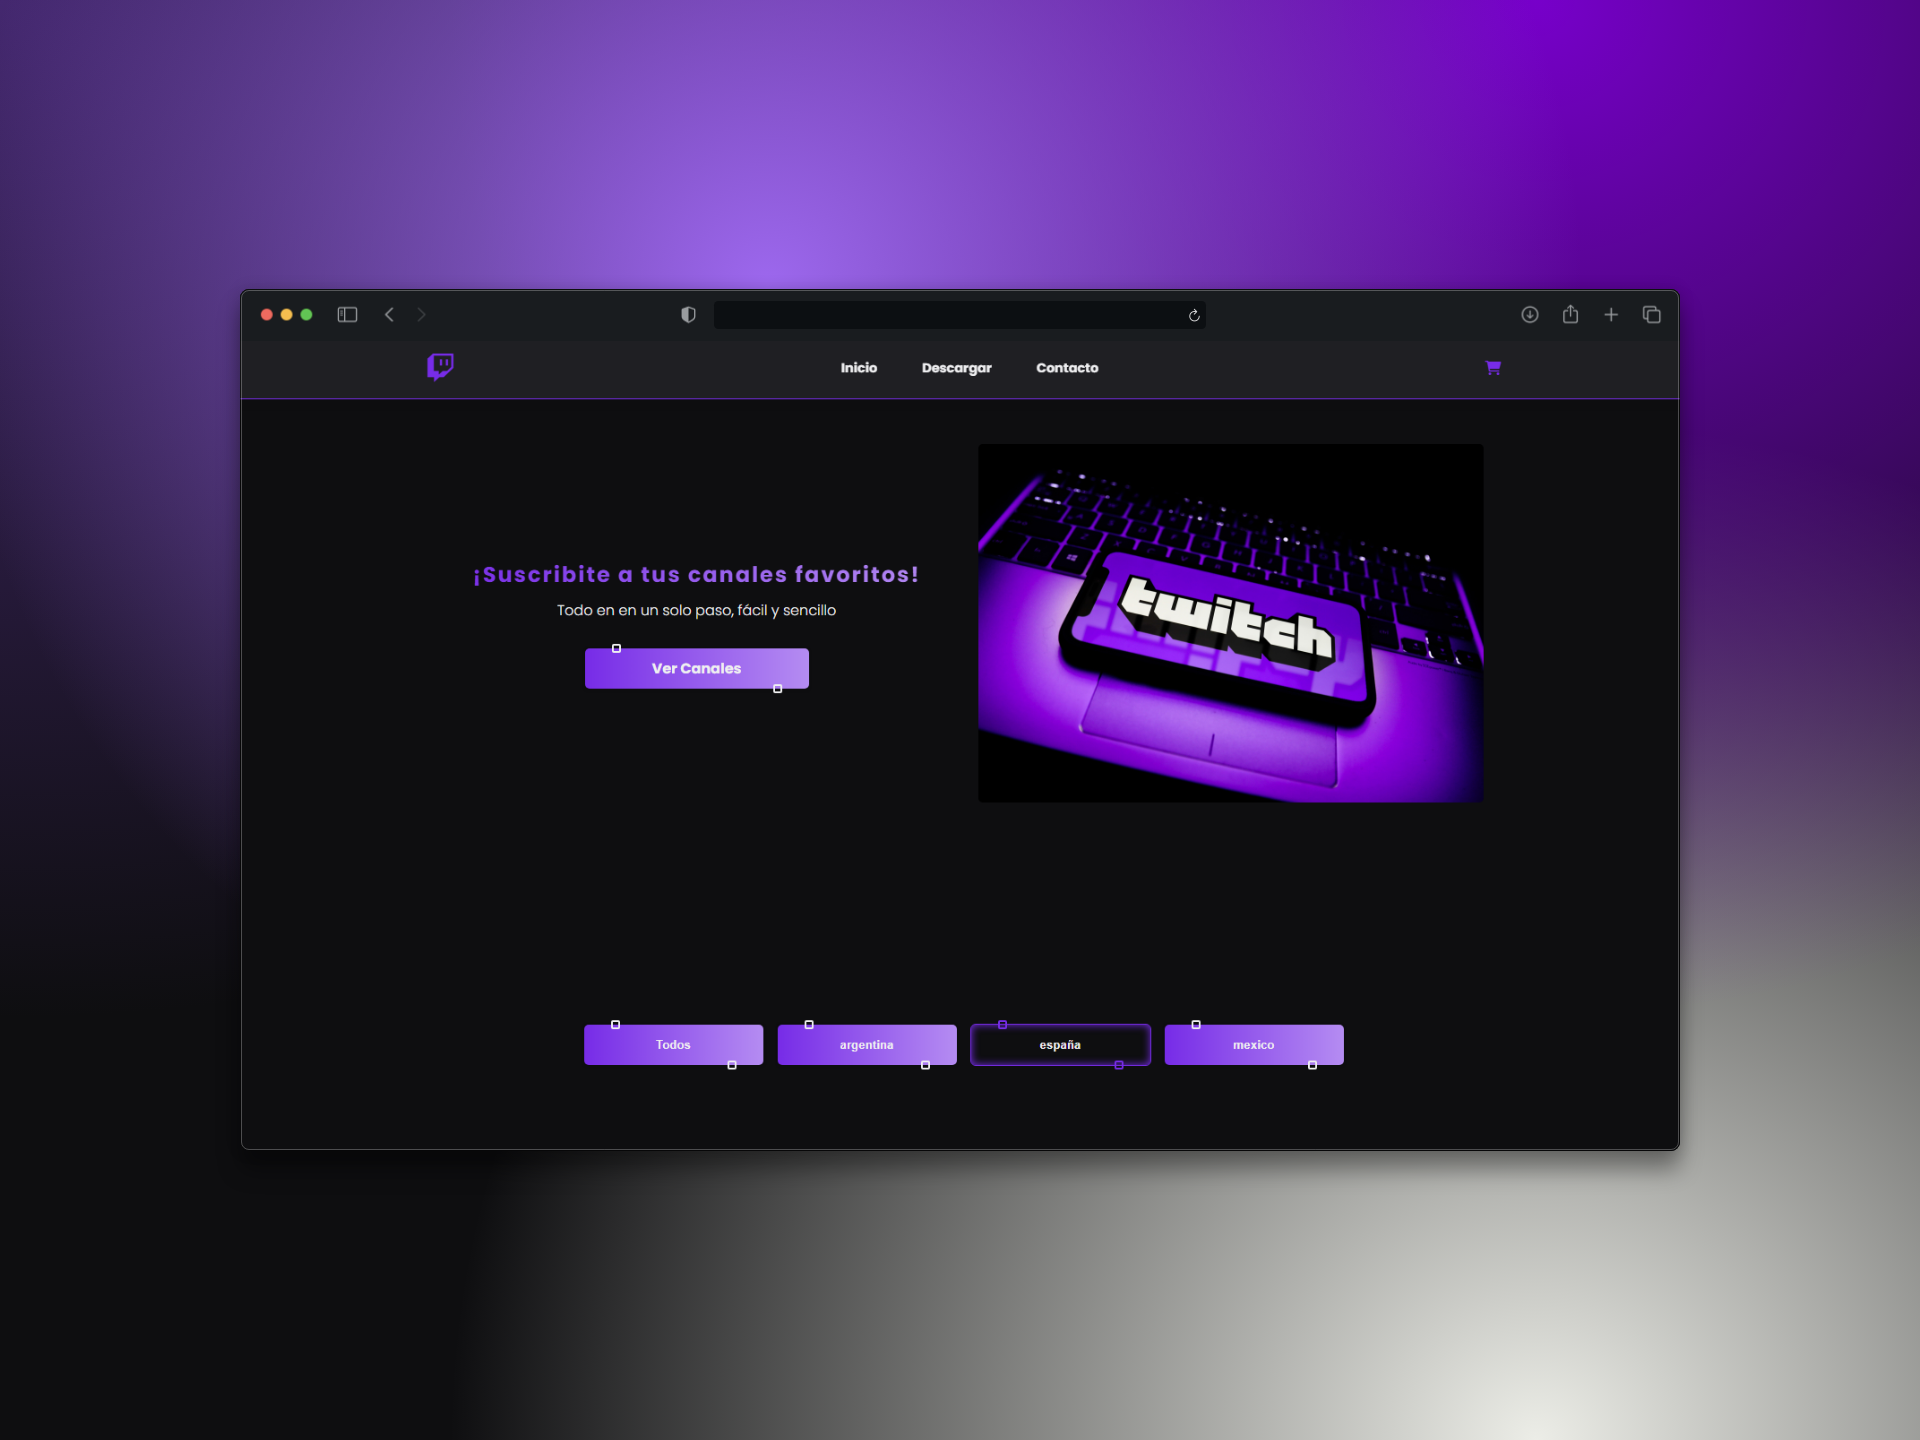 Inicio Descargar Contacto
¡Suscribite a tus canales favoritos!
Todo en en un solo paso, fácil y sencillo
Ver Canales
twitch
Todos argentina españa mexico